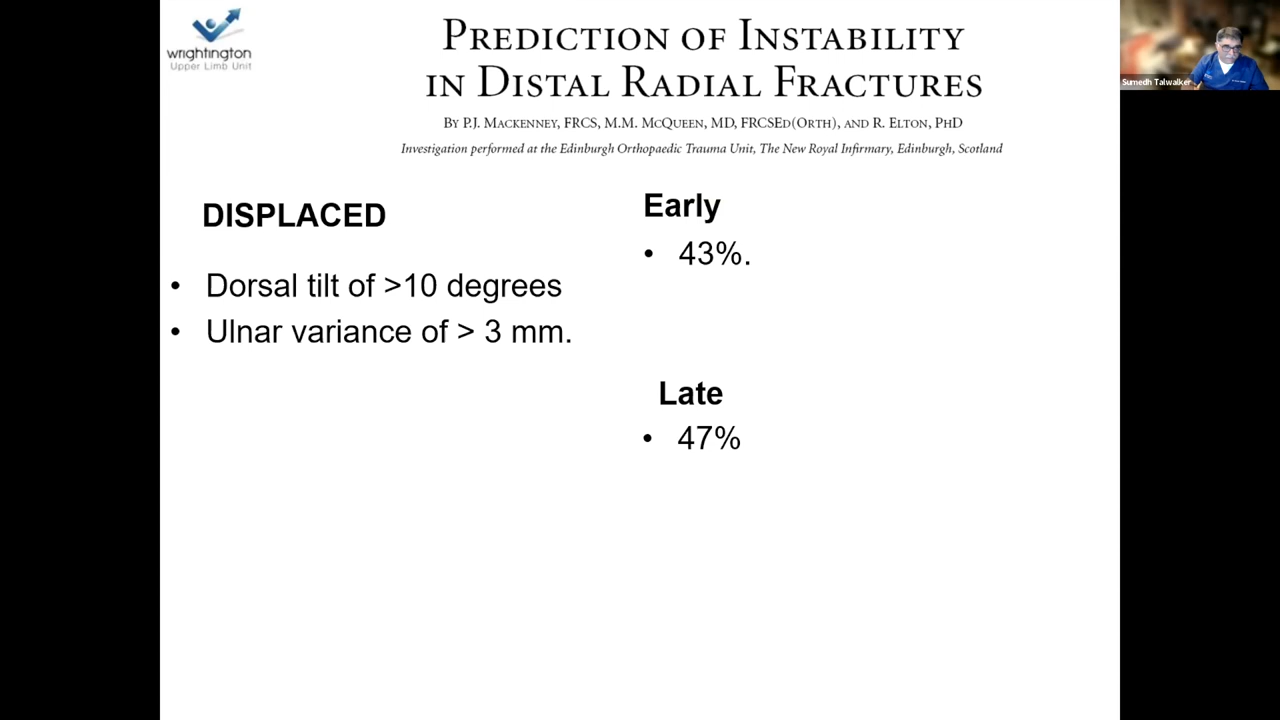 wrightington
Upper Limb Unit
PREDICTION OF INSTABILITY
IN DISTAL RADIAL FRACTURES
BY P.J. MACKENNEY, FRCS, M.M. MCQUEEN, MD, FRCSED(ORTH), AND R. ELTON, PHD
Investigation performed at the Edinburgh Orthopaedic Trauma Unit, The New Royal Infirmary, Edinburgh, Scotland
Sumedh Talwalker
DISPLACED
• Dorsal tilt of >10 degrees
• Ulnar variance of > 3 mm.
Early
• 43%.
Late
• 47%